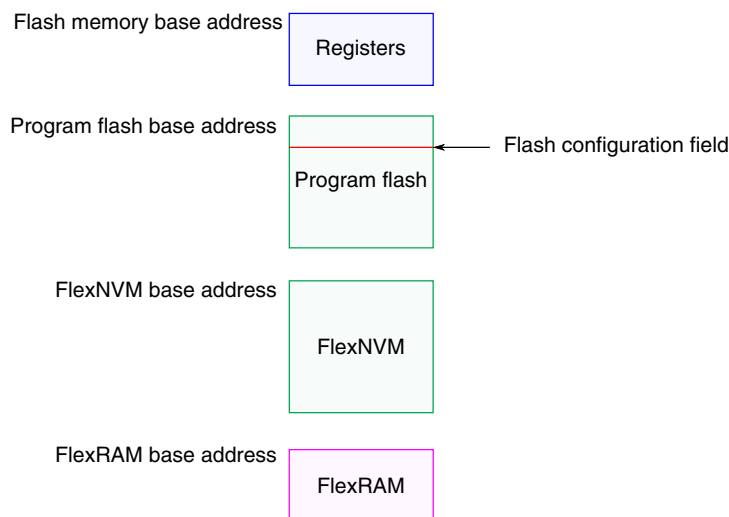 Flash memory base address
Registers
Program flash base address
Flash configuration field
Program flash
FlexNVM base address
FlexNVM
FlexRAM base address
FlexRAM